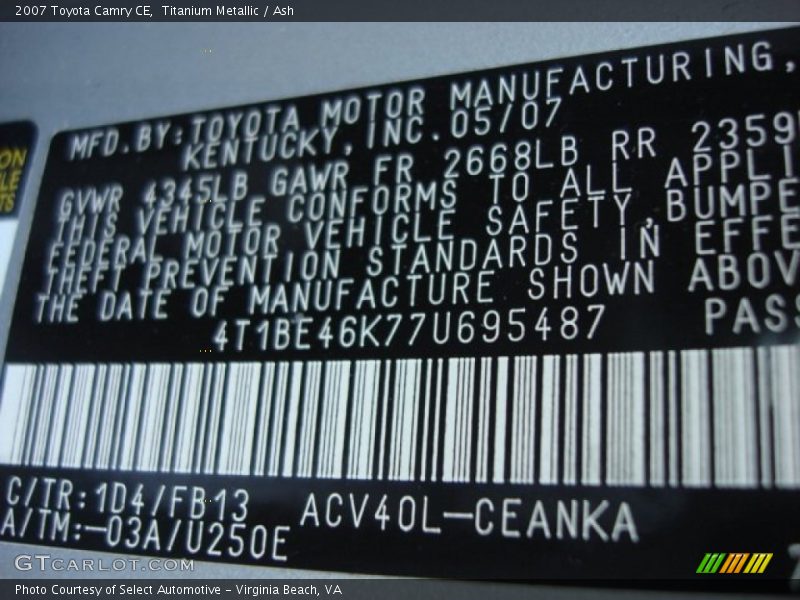 2007 Toyota Camry CE,  Titanium Metallic / Ash
ON
LE
TS
MFD.BY:TOYOTA MOTOR MANUFACTURING,
KENTUCKY,INC.05/07
GVWR 4345LB GAWR FR 2668LB RR 2359
THIS VEHICLE CONFORMS TO ALL APPLI
FEDERAL MOTOR VEHICLE SAFETY,BUMPE
THEFT PREVENTION STANDARDS IN EFFE
THE DATE OF MANUFACTURE SHOWN ABOV
4T1BE46K77U695487 PASS
C/TR:1D4/FB13 ACV40L-CEANKA
A/TM:-03A/U250E
GTCARLOT.COM
Photo Courtesy of Select Automotive - Virginia Beach, VA